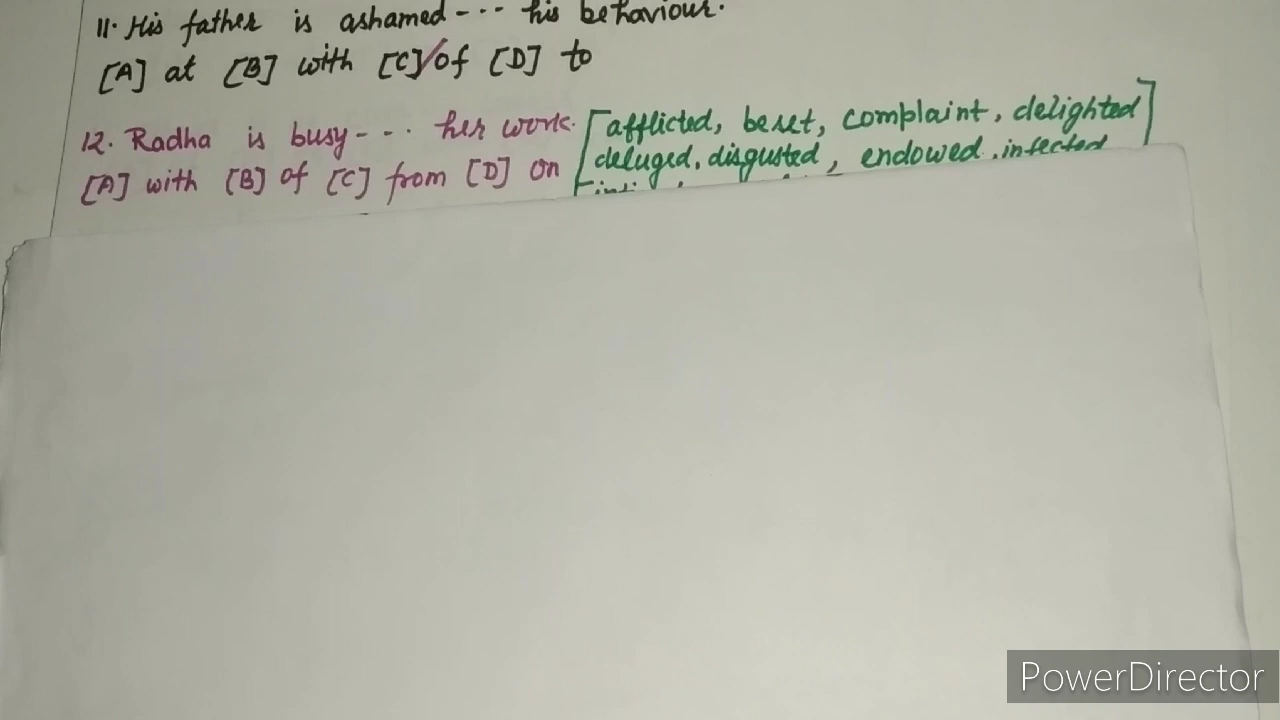 11. His father is ashamed --- his behaviour.
[A] at [B] with [C] of [D] to
12. Radha is busy --- her work.
[A] with [B] of [C] from [D] on
[afflicted, beset, complaint, delighted]
deluged, disgusted, endowed, infected
PowerDirector